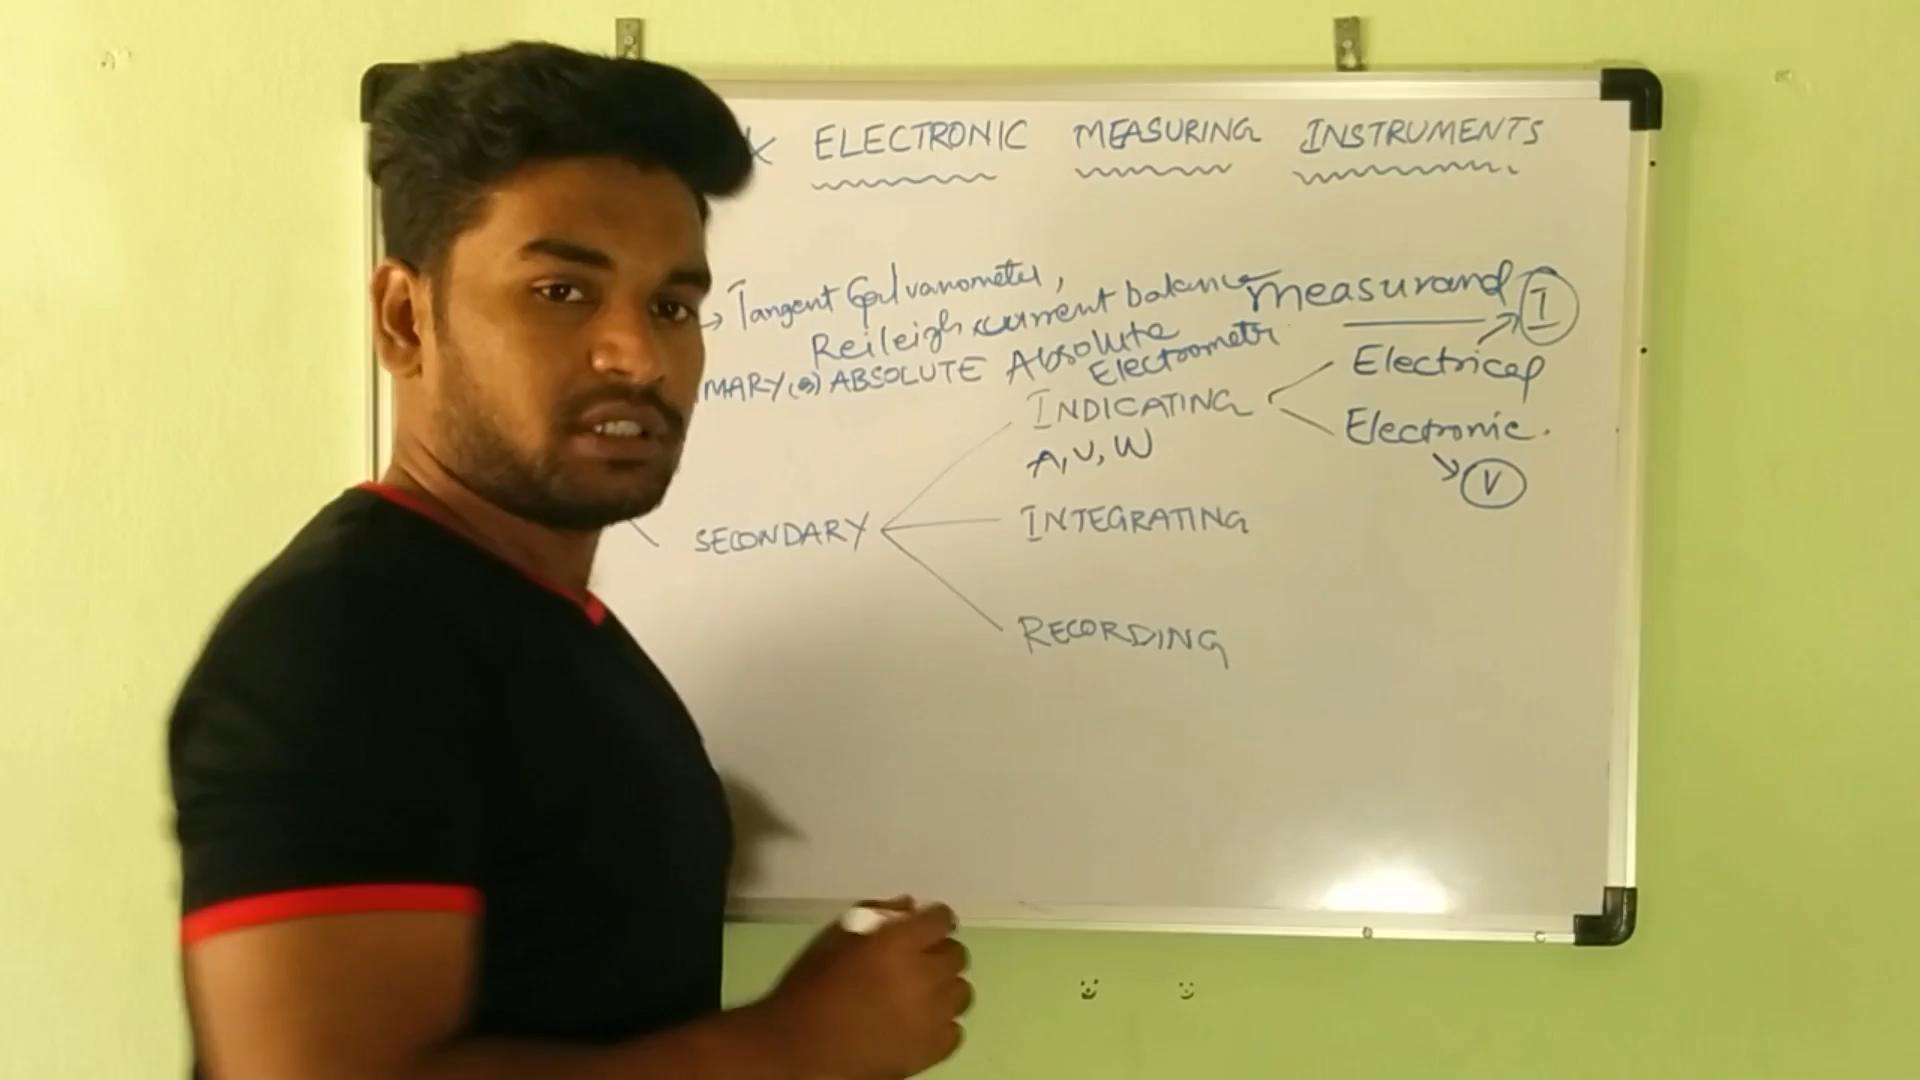 ELECTRONIC MEASURING INSTRUMENTS
→ Tangent Galvanometer,
Reileigh current balance
MARY (or) ABSOLUTE Absolute
Electrometr
measurand
I
Electrical
INDICATING
Electronic.
A, V, W
V
SECONDARY
INTEGRATING
RECORDING